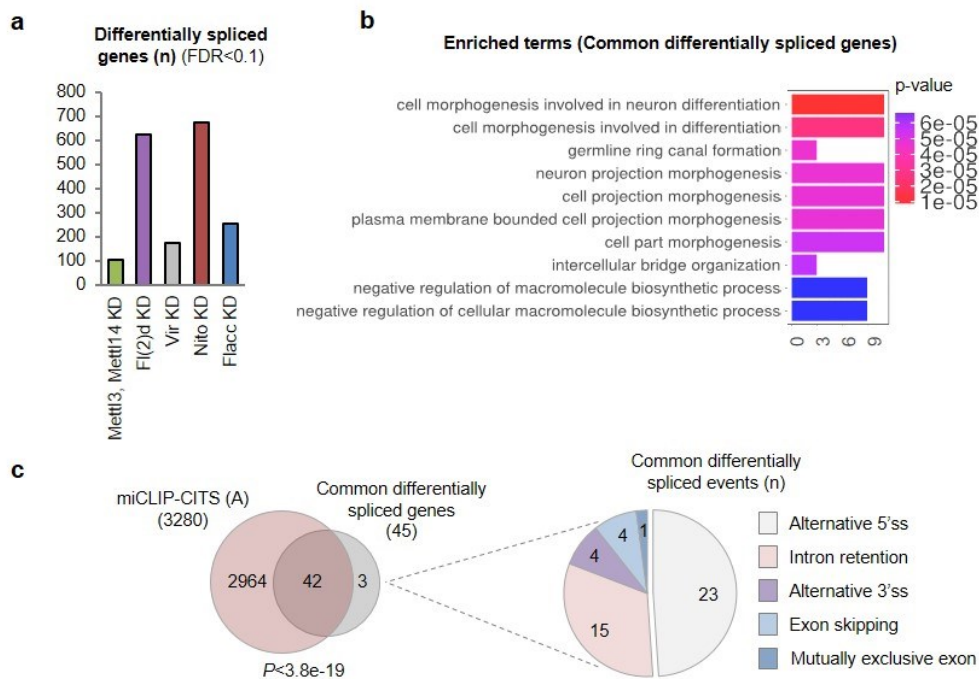 a
Differentially spliced
genes (n) (FDR<0.1)
800
700
600
500
400
300
200
100
0
Mettl3, Mettl14 KD
Fl(2)d KD
Vir KD
Nito KD
Flacc KD
b
Enriched terms (Common differentially spliced genes)
cell morphogenesis involved in neuron differentiation
cell morphogenesis involved in differentiation
germline ring canal formation
neuron projection morphogenesis
cell projection morphogenesis
plasma membrane bounded cell projection morphogenesis
cell part morphogenesis
intercellular bridge organization
negative regulation of macromolecule biosynthetic process
negative regulation of cellular macromolecule biosynthetic process
0
3
6
9
p-value
6e-05
5e-05
4e-05
3e-05
2e-05
1e-05
c
miCLIP-CITS (A)
(3280)
Common differentially
spliced genes
(45)
2964
42
3
P<3.8e-19
Common differentially
spliced events (n)
1
4
4
15
23
Alternative 5'ss
Intron retention
Alternative 3'ss
Exon skipping
Mutually exclusive exon